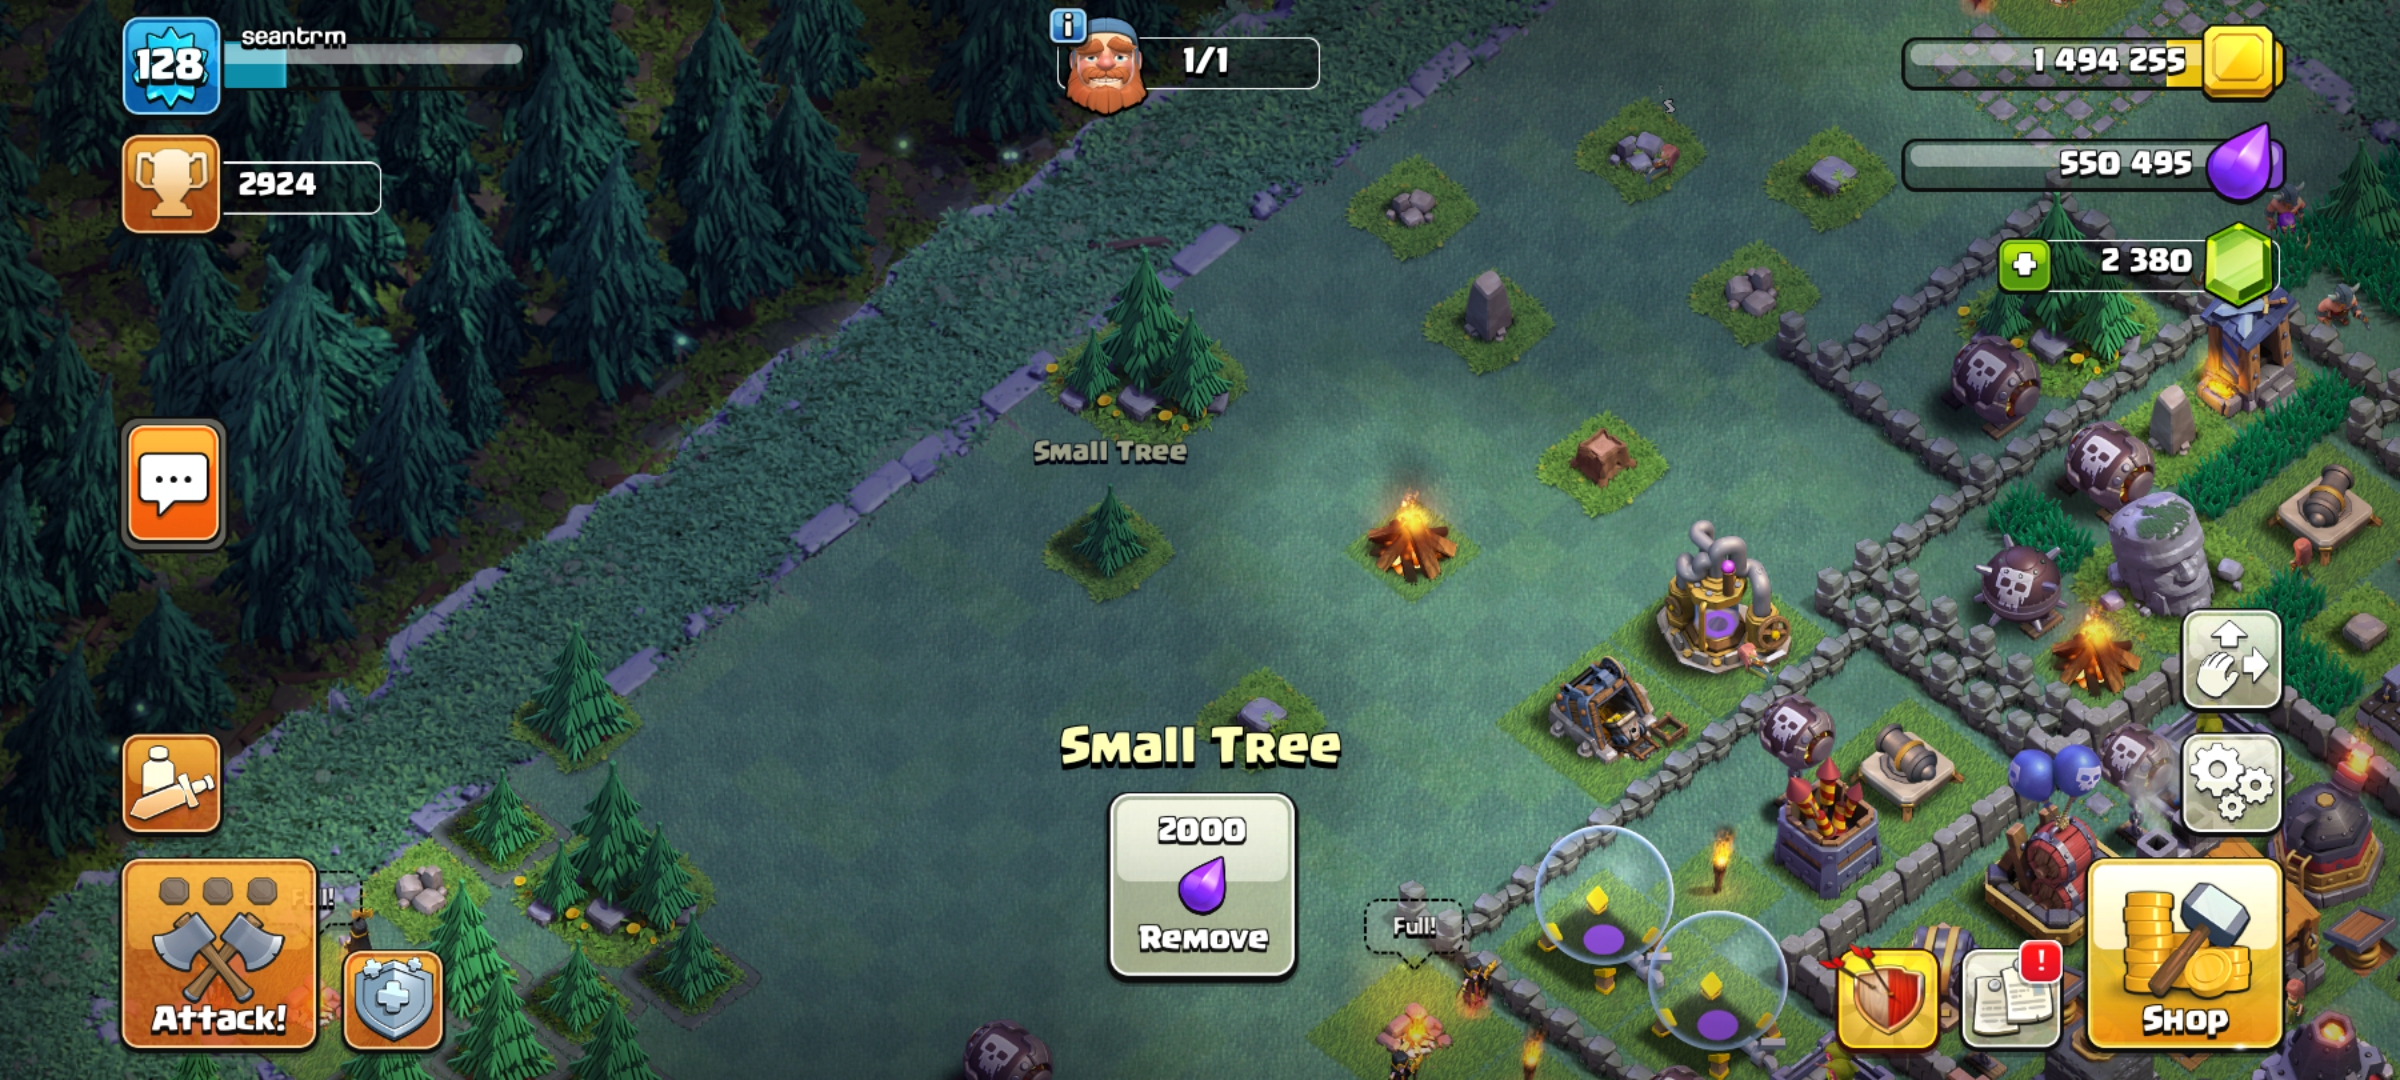 128
seantrm
1/1
1 494 255
2924
550 495
2 380
Small Tree
Small Tree
2000
Remove
Full!
Full!
Attack!
Shop